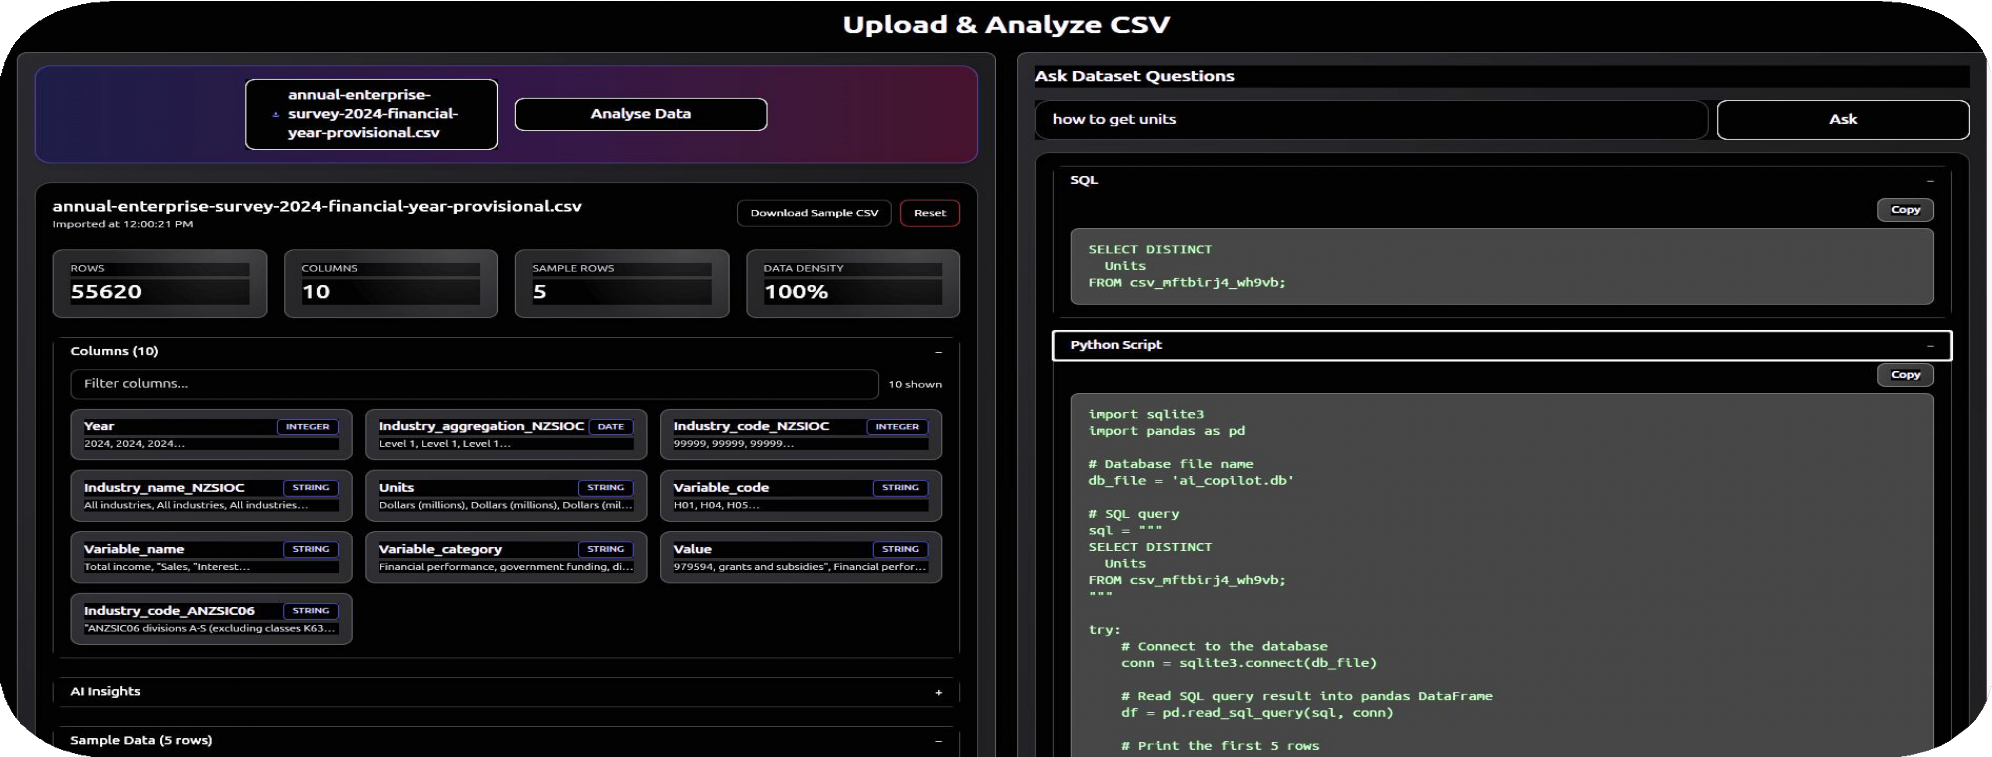 Upload & Analyze CSV
annual-enterprise-
survey-2024-financial-
year-provisional.csv
Analyse Data
annual-enterprise-survey-2024-financial-year-provisional.csv
Imported at 12:00:21 PM
Download Sample CSV
Reset
ROWS
55620
COLUMNS
10
SAMPLE ROWS
5
DATA DENSITY
100%
Columns (10)
−
Filter columns...
10 shown
Year
INTEGER
2024, 2024, 2024...
Industry_aggregation_NZSIOC
DATE
Level 1, Level 1, Level 1...
Industry_code_NZSIOC
INTEGER
99999, 99999, 99999...
Industry_name_NZSIOC
STRING
All industries, All industries, All industries...
Units
STRING
Dollars (millions), Dollars (millions), Dollars (mil...
Variable_code
STRING
H01, H04, H05...
Variable_name
STRING
Total income, "Sales, "Interest...
Variable_category
STRING
Financial performance, government funding, di...
Value
STRING
979594, grants and subsidies", Financial perfor...
Industry_code_ANZSIC06
STRING
"ANZSIC06 divisions A-S (excluding classes K63...
AI Insights
+
Sample Data (5 rows)
−
Ask Dataset Questions
how to get units
Ask
SQL
−
Copy
SELECT DISTINCT
  Units
FROM csv_mftbirj4_wh9vb;
Python Script
−
Copy
import sqlite3
import pandas as pd
# Database file name
db_file = 'ai_copilot.db'
# SQL query
sql = """
SELECT DISTINCT
  Units
FROM csv_mftbirj4_wh9vb;
"""
try:
    # Connect to the database
    conn = sqlite3.connect(db_file)
    # Read SQL query result into pandas DataFrame
    df = pd.read_sql_query(sql, conn)
    # Print the first 5 rows